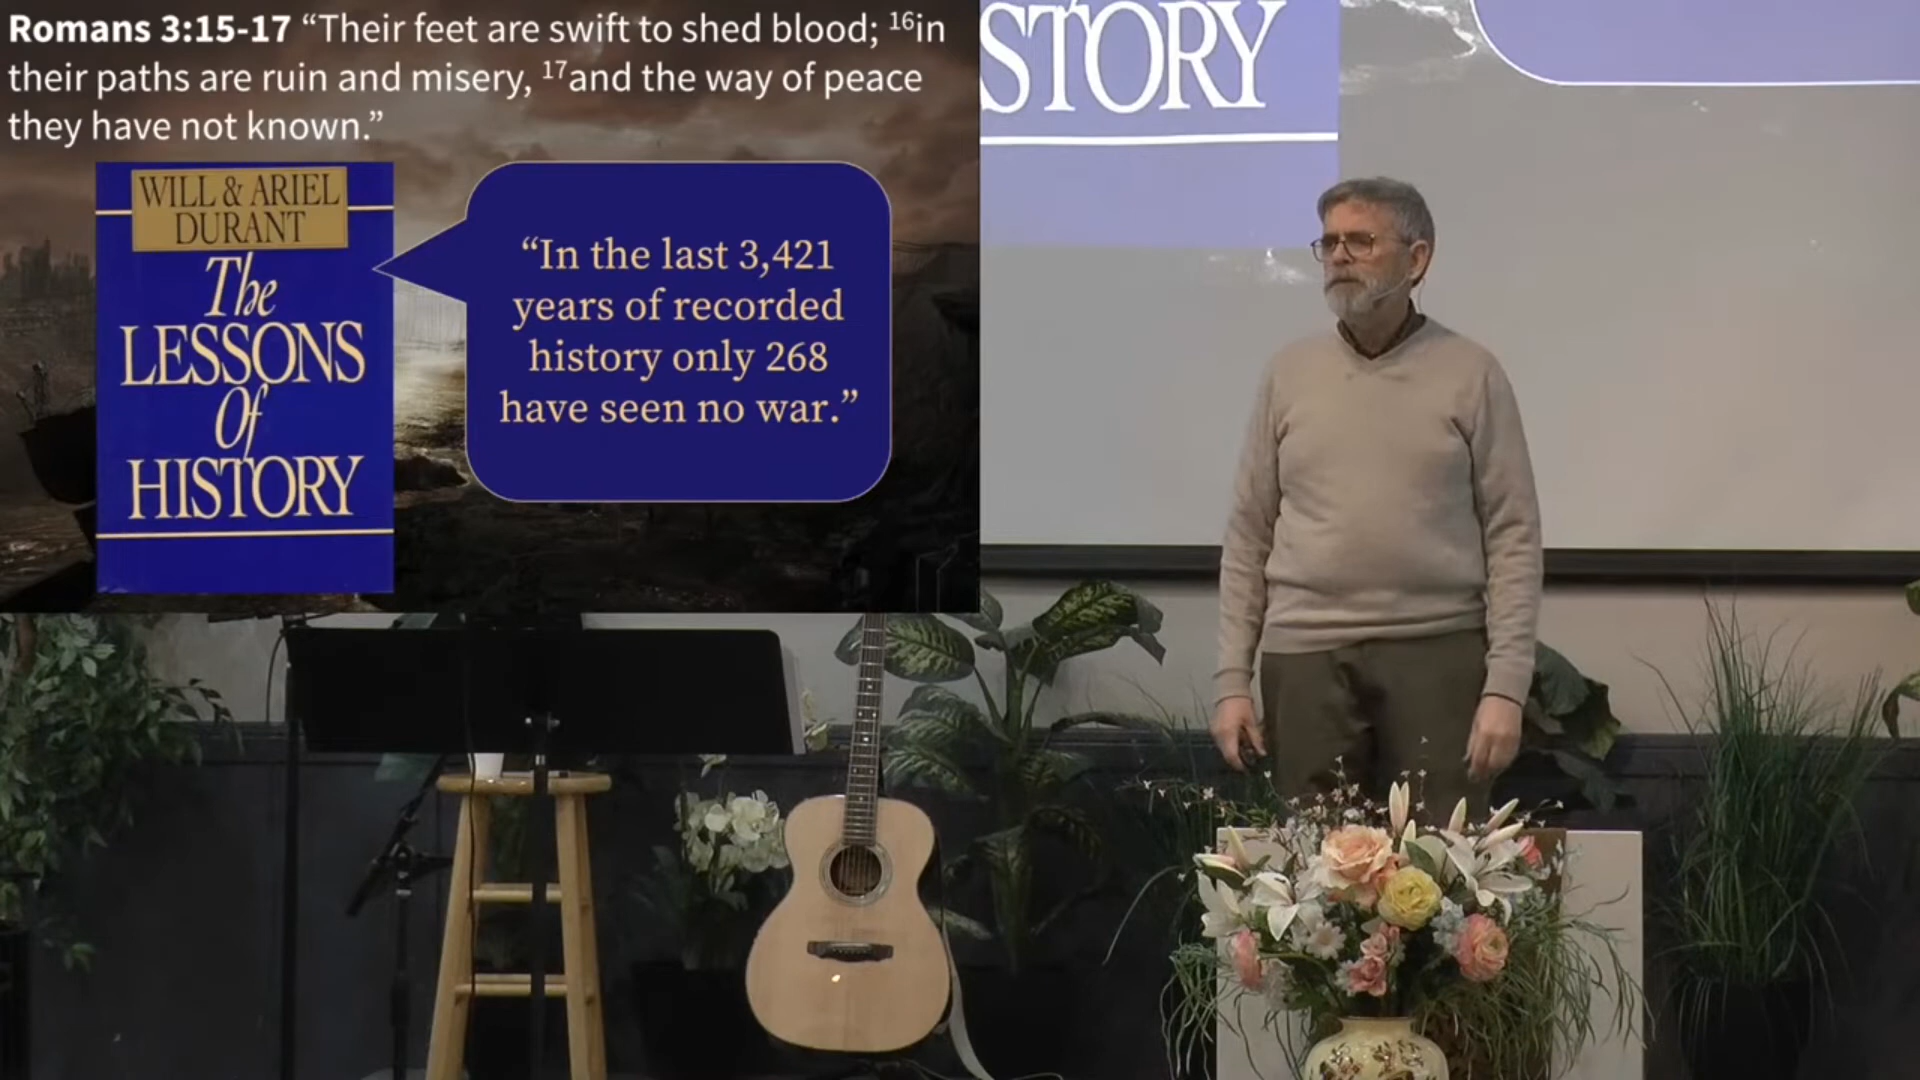 Romans 3:15-17 “Their feet are swift to shed blood; 16in
their paths are ruin and misery, 17and the way of peace
they have not known.”
WILL & ARIEL
DURANT
The
LESSONS
Of
HISTORY
“In the last 3,421
years of recorded
history only 268
have seen no war.”
STORY